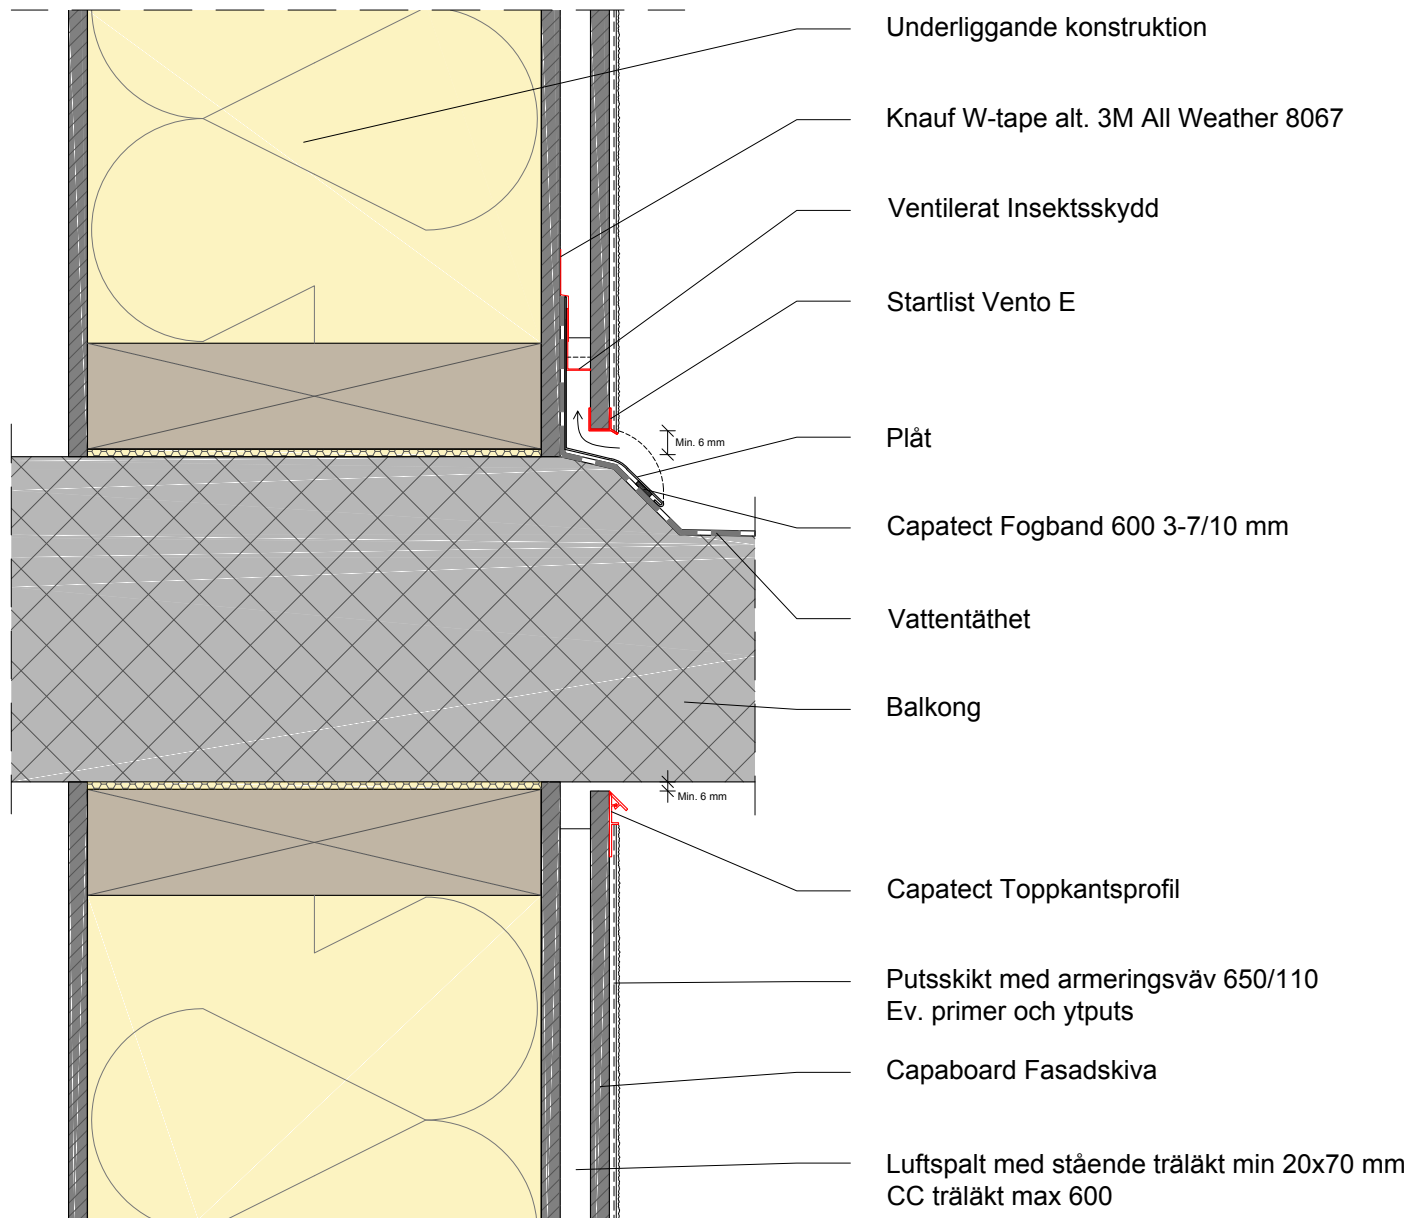 Underliggande konstruktion
Knauf W-tape alt. 3M All Weather 8067
Ventilerat Insektsskydd
Startlist Vento E
Min. 6 mm
Plåt
Capatect Fogband 600 3-7/10 mm
Vattentäthet
Balkong
Min. 6 mm
Capatect Toppkantsprofil
Putsskikt med armeringsväv 650/110
Ev. primer och ytputs
Capaboard Fasadskiva
Luftspalt med stående träläkt min 20x70 mm
CC träläkt max 600